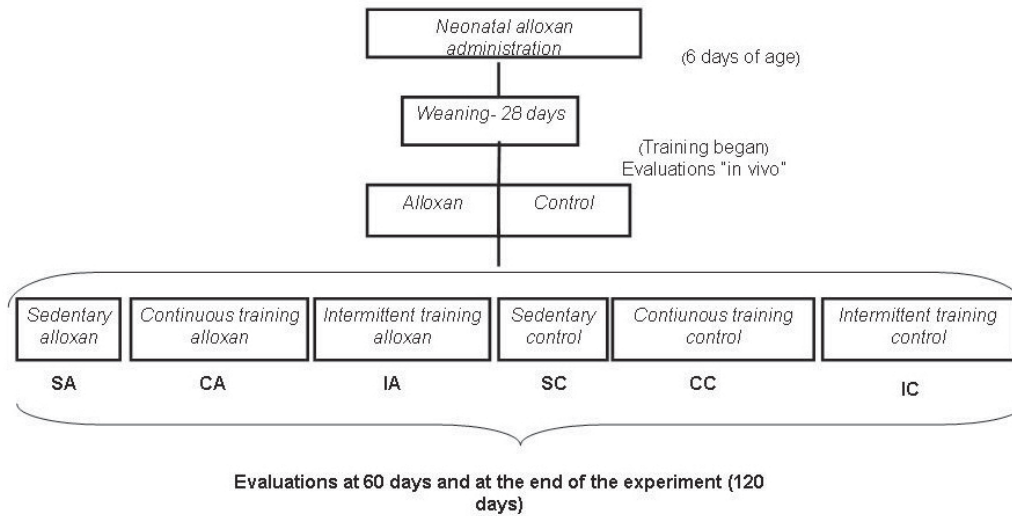 Neonatal alloxan
administration
(6 days of age)
Weaning- 28 days
(Training began)
Evaluations "in vivo"
Alloxan
Control
Sedentary
alloxan
Continuous training
alloxan
Intermittent training
alloxan
Sedentary
control
Contiunous training
control
Intermittent training
control
SA
CA
IA
SC
CC
IC
Evaluations at 60 days and at the end of the experiment (120
days)